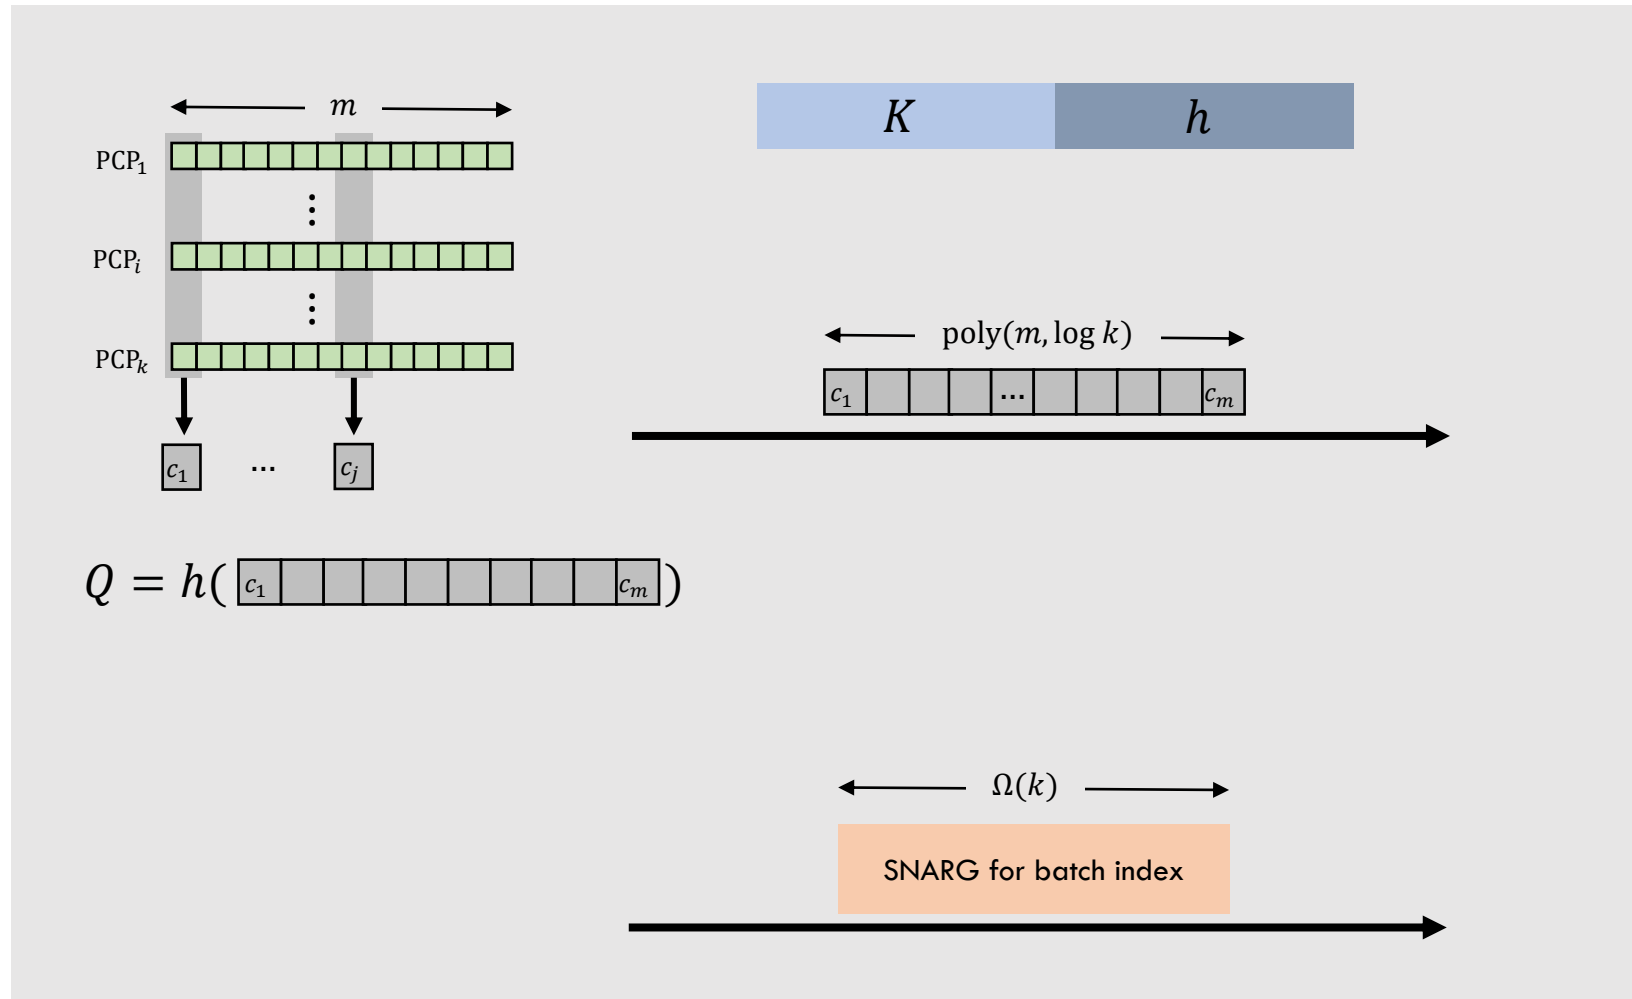 m
K h
PCP₁
⋮
PCPᵢ
⋮
PCPₖ
poly(m, log k)
c₁ ... cₘ
c₁ ... cⱼ
Q = h( c₁ cₘ )
Ω(k)
SNARG for batch index